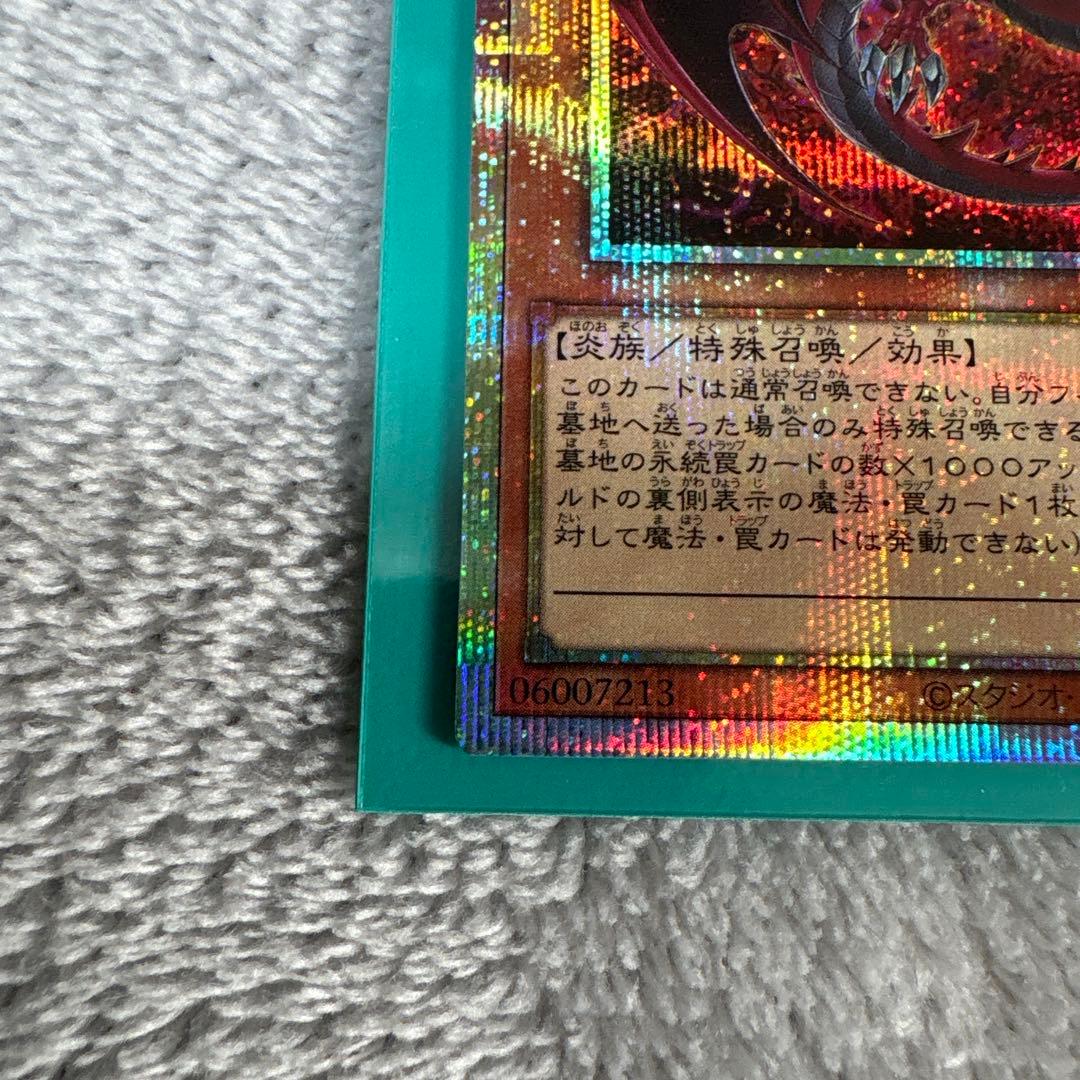 【炎族／特殊召喚／効果】
このカードは通常召喚できない。自分フ
墓地へ送った場合のみ特殊召喚できる
墓地の永続罠カードの数×1000アッ
ルドの裏側表示の魔法・罠カード1枚
対して魔法・罠カードは発動できない)
06007213
©スタジオ・